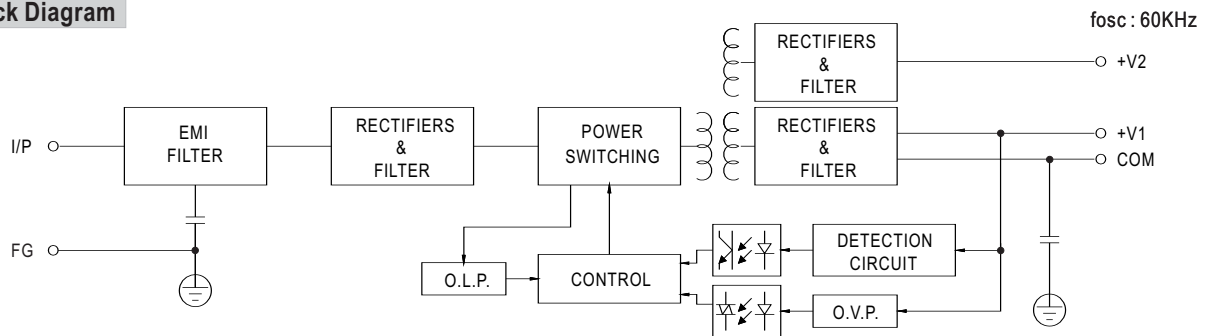 ck Diagram
fosc : 60KHz
RECTIFIERS
&
FILTER
+V2
I/P
EMI
FILTER
RECTIFIERS
&
FILTER
POWER
SWITCHING
RECTIFIERS
&
FILTER
+V1
COM
FG
O.L.P.
CONTROL
DETECTION
CIRCUIT
O.V.P.